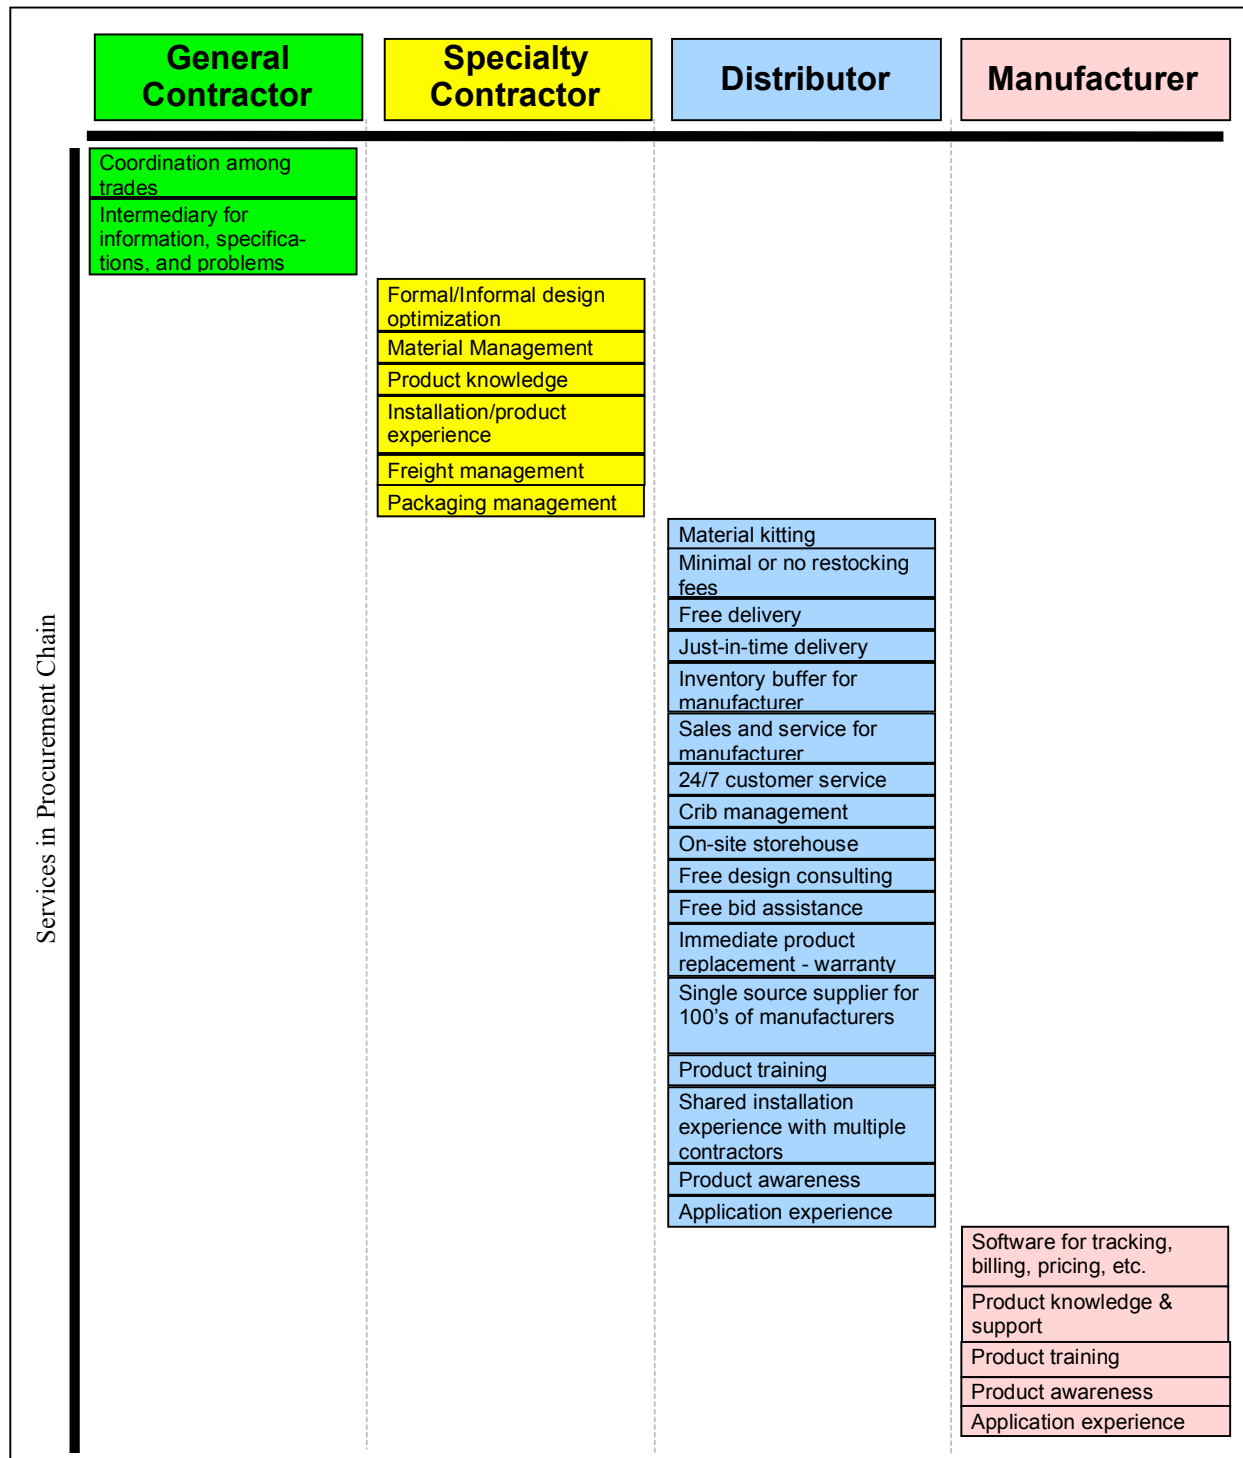 General
Contractor
Specialty
Contractor
Distributor
Manufacturer
Services in Procurement Chain
Coordination among
trades
Intermediary for
information, specifica-
tions, and problems
Formal/Informal design
optimization
Material Management
Product knowledge
Installation/product
experience
Freight management
Packaging management
Material kitting
Minimal or no restocking
fees
Free delivery
Just-in-time delivery
Inventory buffer for
manufacturer
Sales and service for
manufacturer
24/7 customer service
Crib management
On-site storehouse
Free design consulting
Free bid assistance
Immediate product
replacement - warranty
Single source supplier for
100's of manufacturers
Product training
Shared installation
experience with multiple
contractors
Product awareness
Application experience
Software for tracking,
billing, pricing, etc.
Product knowledge &
support
Product training
Product awareness
Application experience